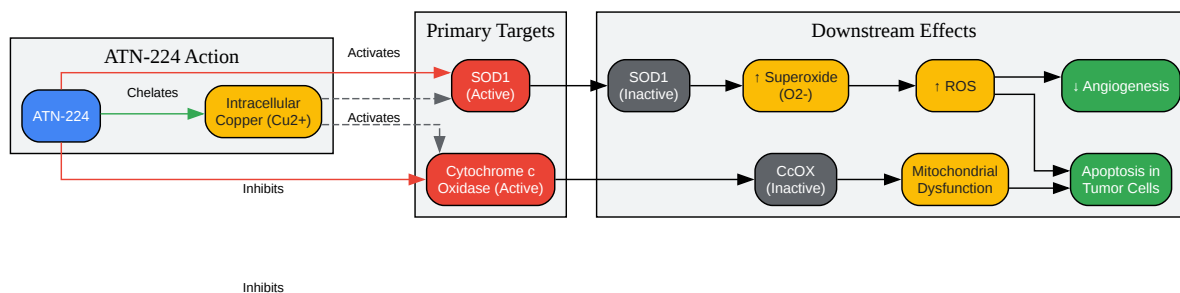 Primary Targets
Downstream Effects
ATN-224 Action
Activates
SOD1
(Active)
SOD1
(Inactive)
↑ Superoxide
(O2-)
↑ ROS
↓ Angiogenesis
Chelates
ATN-224
Intracellular
Copper (Cu2+)
Activates
Cytochrome c
Oxidase (Active)
CcOX
(Inactive)
Mitochondrial
Dysfunction
Apoptosis in
Tumor Cells
Inhibits
Inhibits